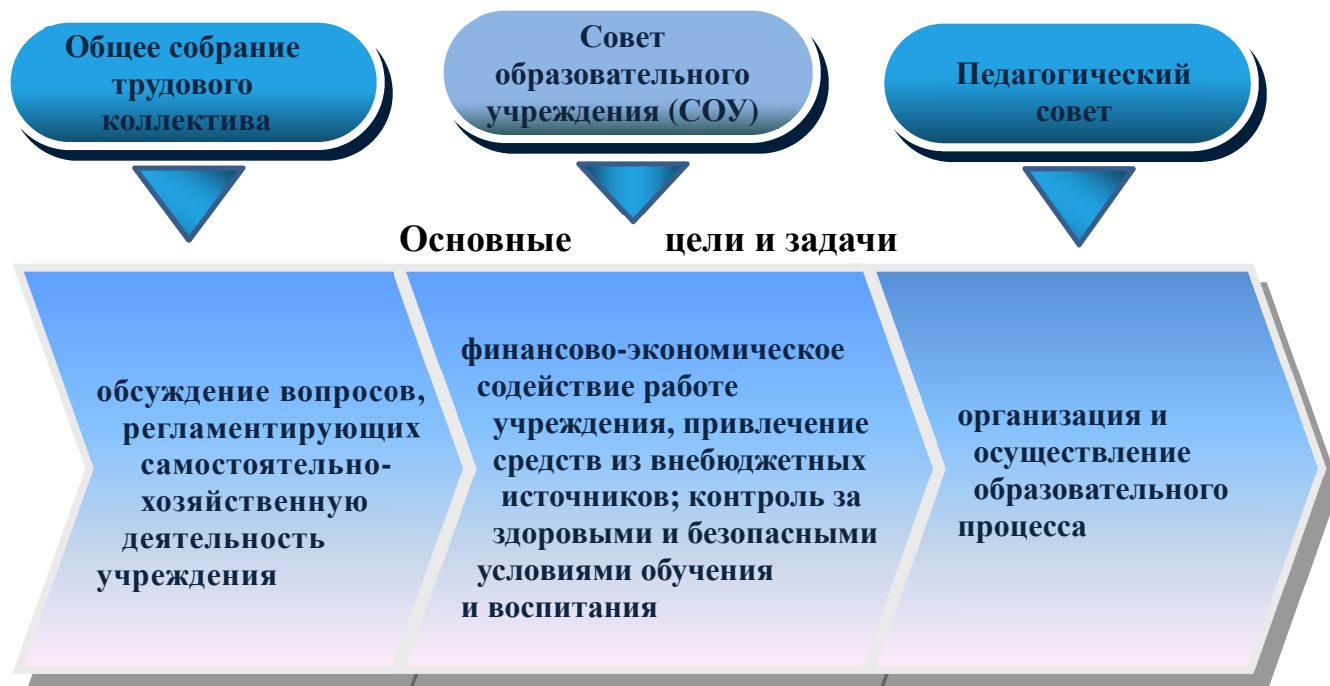 Общее собрание
трудового
коллектива
Совет
образовательного
учреждения (СОУ)
Педагогический
совет
Основные цели и задачи
обсуждение вопросов,
регламентирующих
самостоятельно-
хозяйственную
деятельность
учреждения
финансово-экономическое
содействие работе
учреждения, привлечение
средств из внебюджетных
источников; контроль за
здоровыми и безопасными
условиями обучения
и воспитания
организация и
осуществление
образовательного
процесса